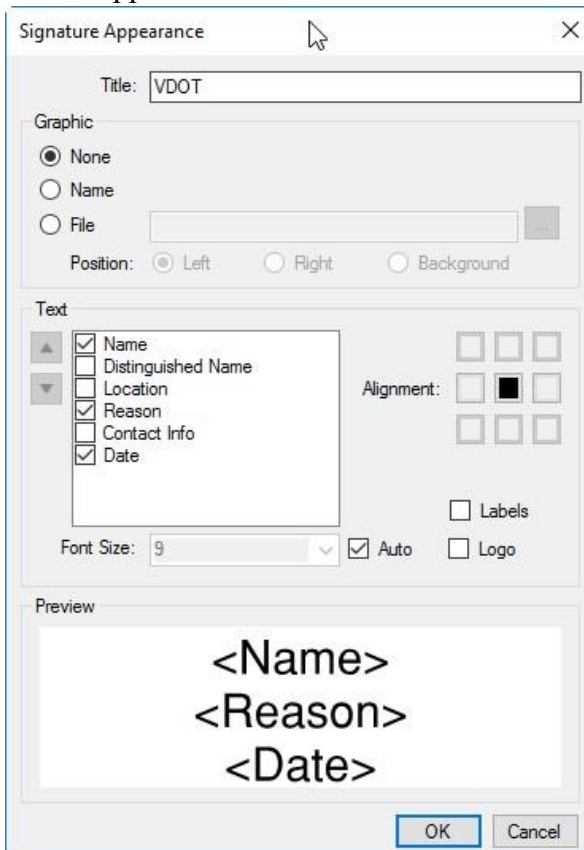 Signature Appearance
Title: VDOT
Graphic
None
Name
File ...
Position: Left Right Background
Text
Name
Distinguished Name
Location
Reason
Contact Info
Date
Alignment:
Labels
Font Size: 9 Auto Logo
Preview
<Name>
<Reason>
<Date>
OK Cancel